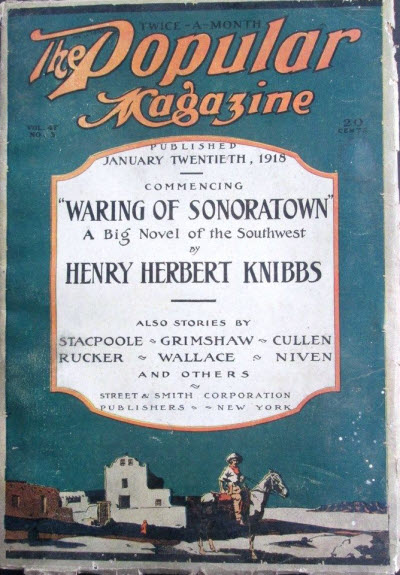 TWICE-A-MONTH
The Popular
Magazine
VOL. 47
NO. 3
20
CENTS
PUBLISHED
JANUARY TWENTIETH, 1918
COMMENCING
"WARING OF SONORATOWN"
A Big Novel of the Southwest
by
HENRY HERBERT KNIBBS
ALSO STORIES BY
STACPOOLE ~ GRIMSHAW ~ CULLEN
RUCKER ~ WALLACE ~ NIVEN
AND OTHERS
STREET & SMITH CORPORATION
PUBLISHERS ~ ~ NEW YORK